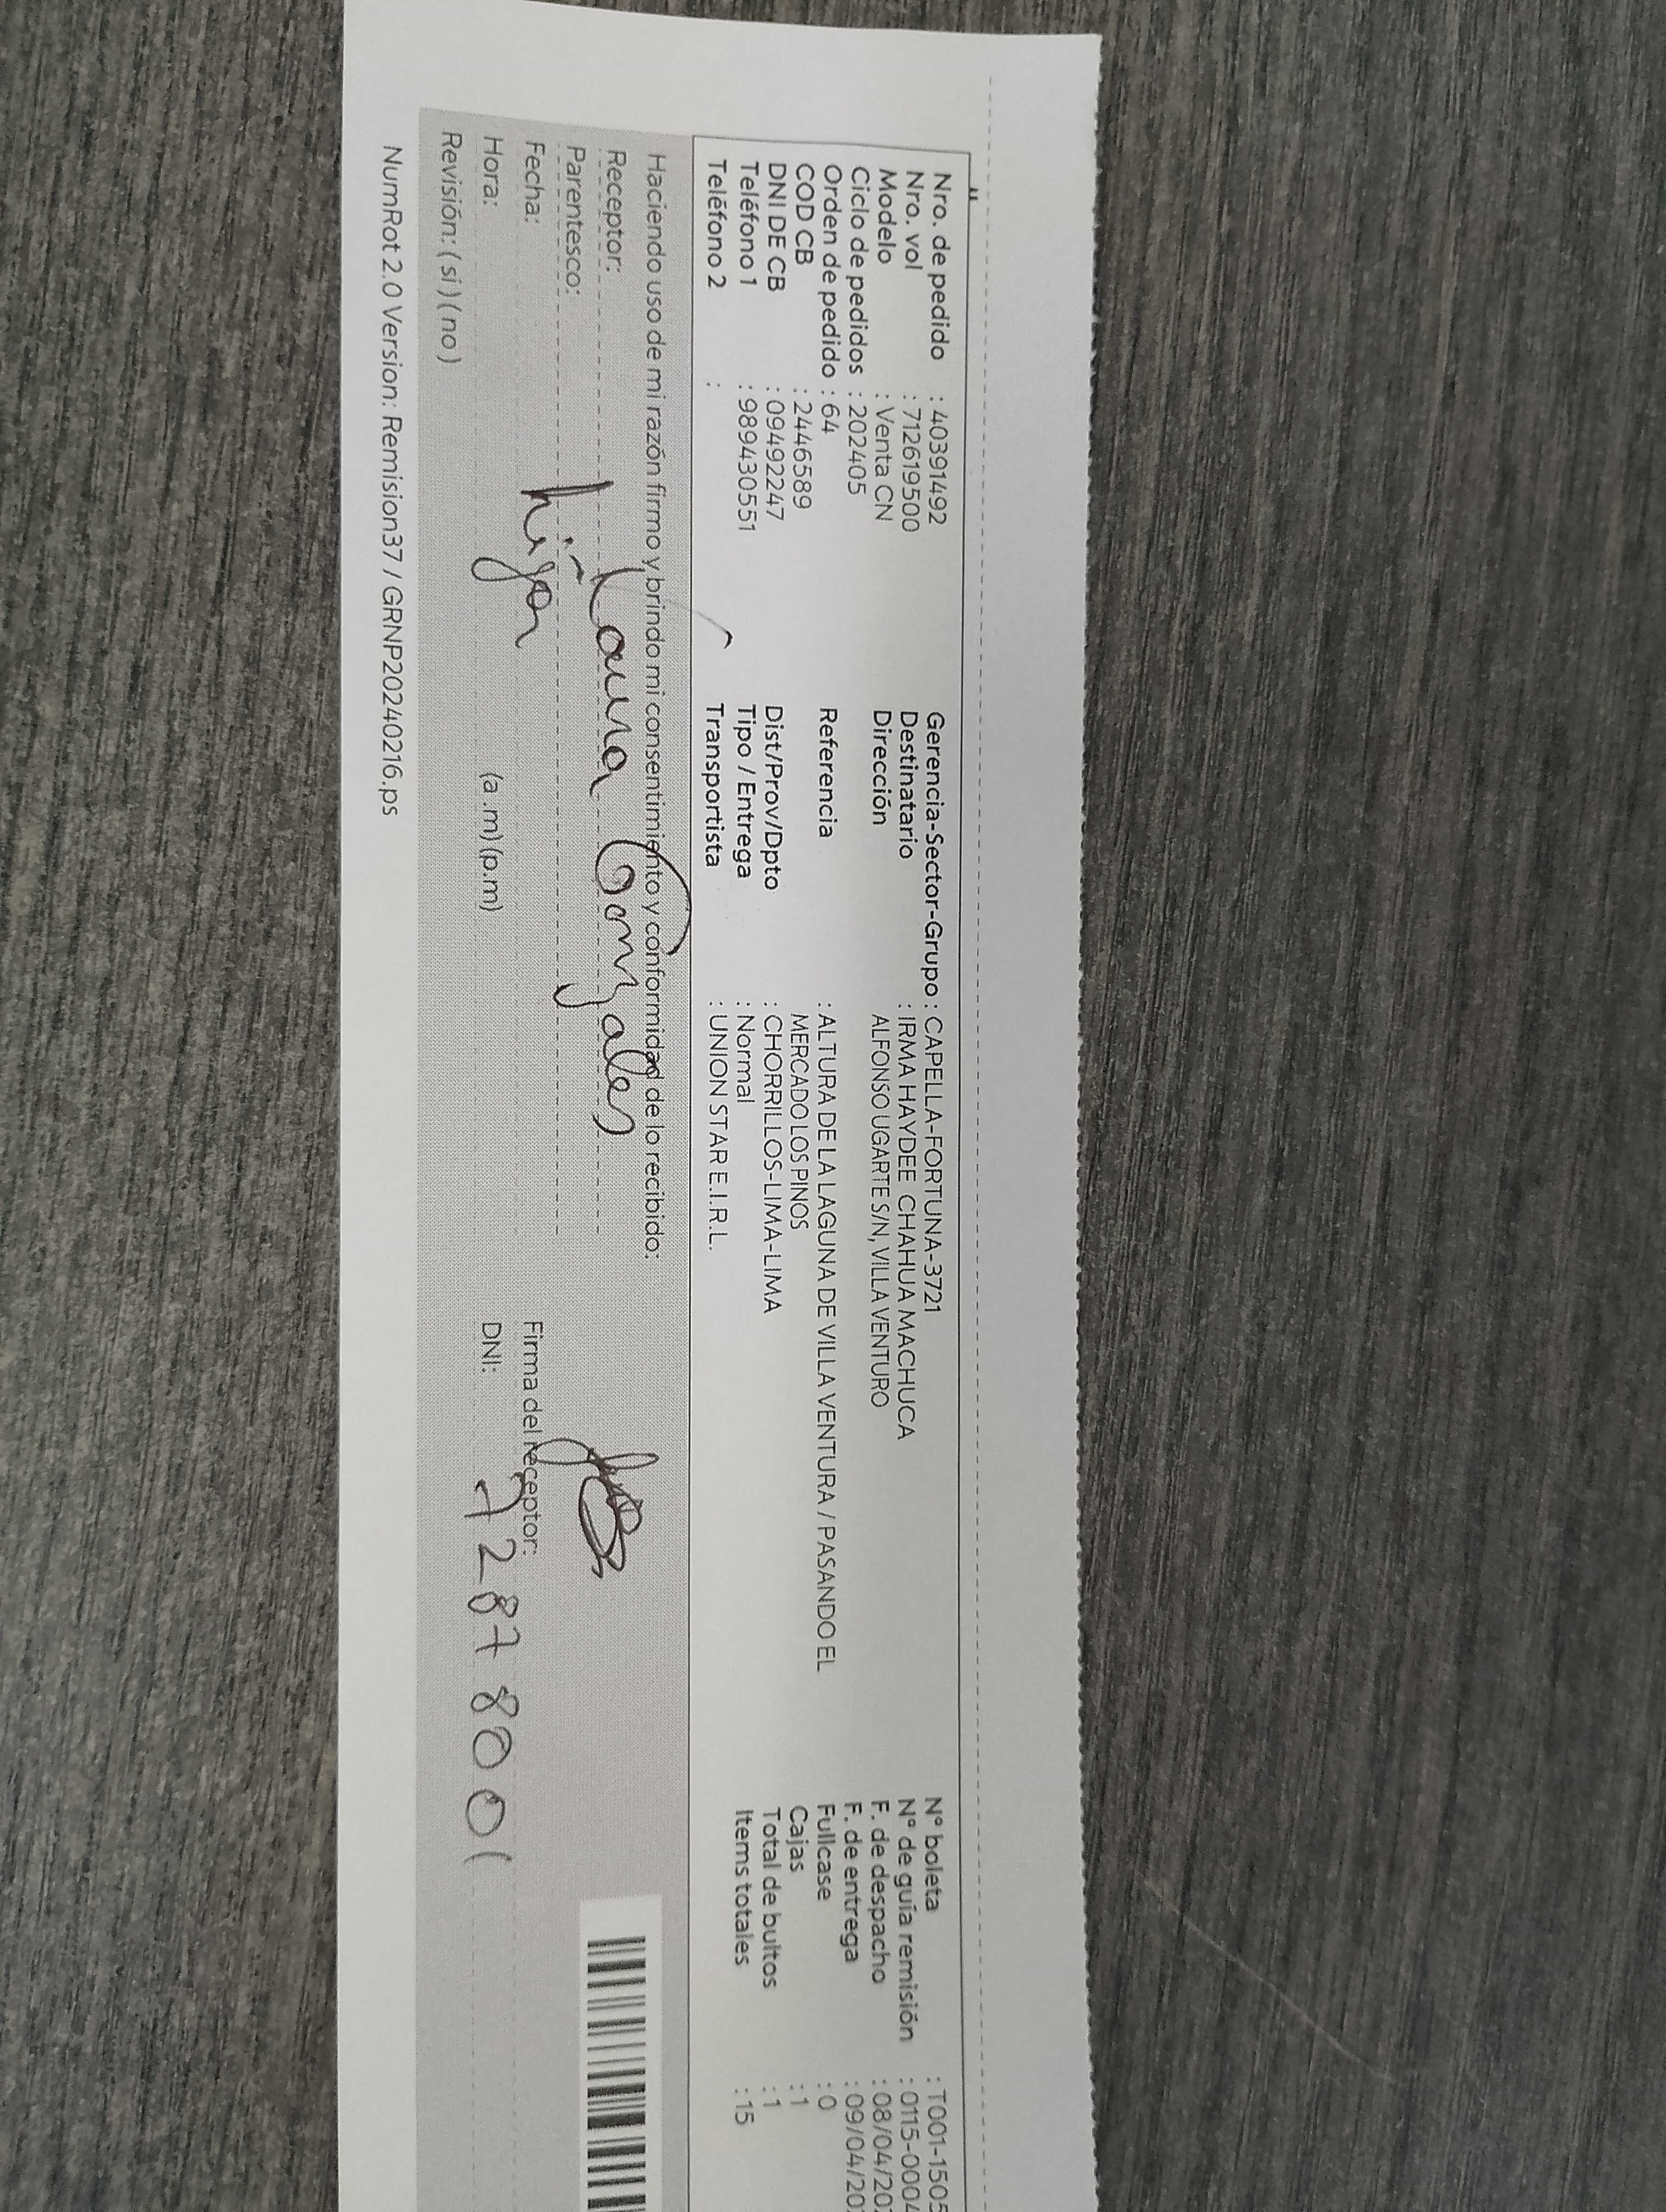 Nro. de pedido : 40391492
Nro. vol : 712619500
Modelo : Venta CN
Ciclo de pedidos : 202405
Orden de pedido : 64
COD CB : 2446589
DNI DE CB : 09492247
Teléfono 1 : 989430551
Teléfono 2 :
Gerencia-Sector-Grupo : CAPELLA-FORTUNA-3721
Destinatario : IRMA HAYDEE CHAHUA MACHUCA
Dirección ALFONSO UGARTE S/N, VILLA VENTURO
Referencia : ALTURA DE LA LAGUNA DE VILLA VENTURA / PASANDO EL
MERCADO LOS PINOS
Dist/Prov/Dpto : CHORRILLOS-LIMA-LIMA
Tipo / Entrega : Normal
Transportista : UNION STAR E.I.R.L.
N° boleta : T001-1505
N° de guía remisión : 0115-0004
F. de despacho : 08/04/202
F. de entrega : 09/04/202
Fullcase : 0
Cajas : 1
Total de bultos : 1
Items totales : 15
Haciendo uso de mi razón firmo y brindo mi consentimiento y conformidad de lo recibido:
Receptor: Laura Gonzales
Parentesco: hija
Fecha:
Hora: (a.m)(p.m)
Revisión: (si)(no)
Firma del receptor:
DNI: 72878001
NumRot 2.0 Version: Remision37 / GRNP20240216.ps